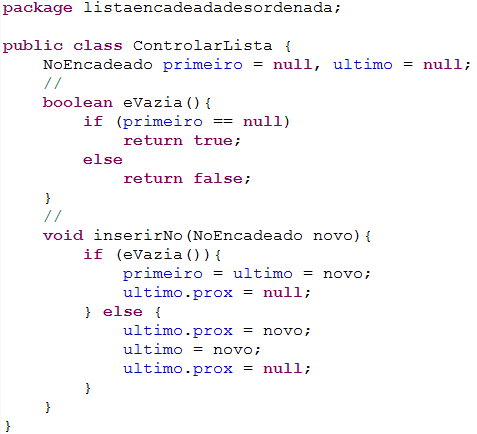 package listaencadeadadesordenada;
public class ControlarLista {
    NoEncadeado primeiro = null, ultimo = null;
    //
    boolean eVazia(){
        if (primeiro == null)
            return true;
        else
            return false;
    }
    //
    void inserirNo(NoEncadeado novo){
        if (eVazia()){
            primeiro = ultimo = novo;
            ultimo.prox = null;
        } else {
            ultimo.prox = novo;
            ultimo = novo;
            ultimo.prox = null;
        }
    }
}